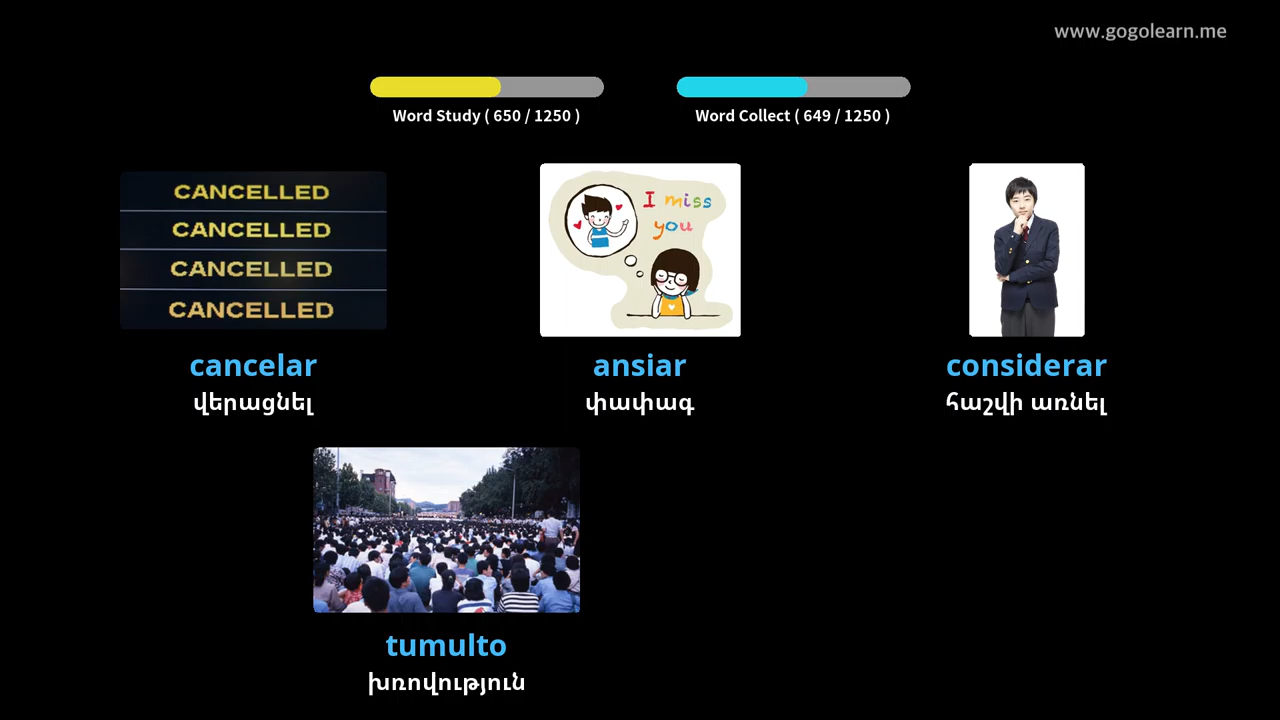 www.gogolearn.me
Word Study ( 650 / 1250 )
Word Collect ( 649 / 1250 )
CANCELLED
CANCELLED
CANCELLED
CANCELLED
I miss
you
cancelar
վերացնել
ansiar
փափագ
considerar
հաշվի առնել
tumulto
խռովություն